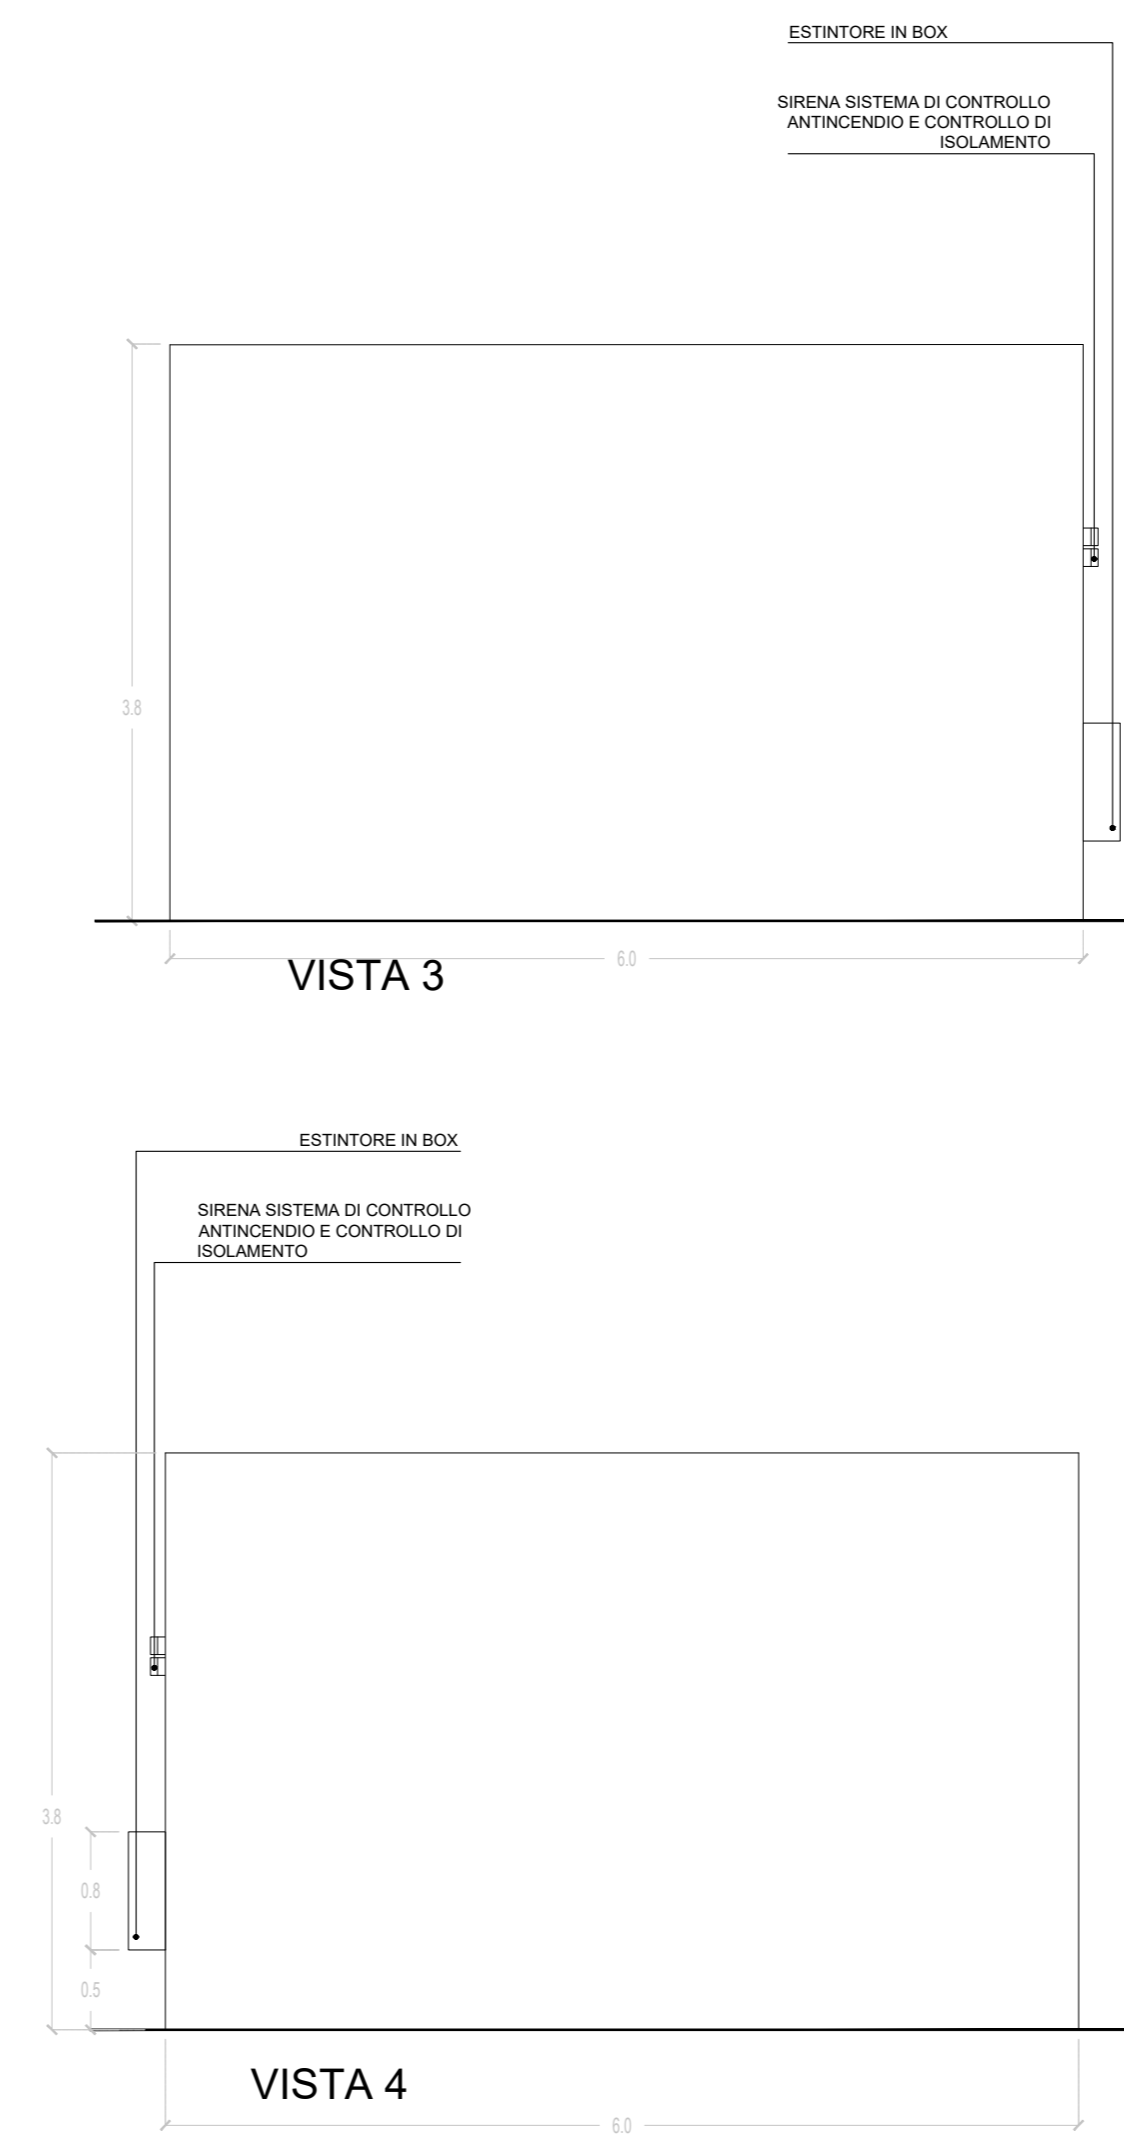 ESTINTORE IN BOX
SIRENA SISTEMA DI CONTROLLO
ANTINCENDIO E CONTROLLO DI
ISOLAMENTO
3.8
6.0
VISTA 3
ESTINTORE IN BOX
SIRENA SISTEMA DI CONTROLLO
ANTINCENDIO E CONTROLLO DI
ISOLAMENTO
3.8
0.8
0.5
VISTA 4
6.0